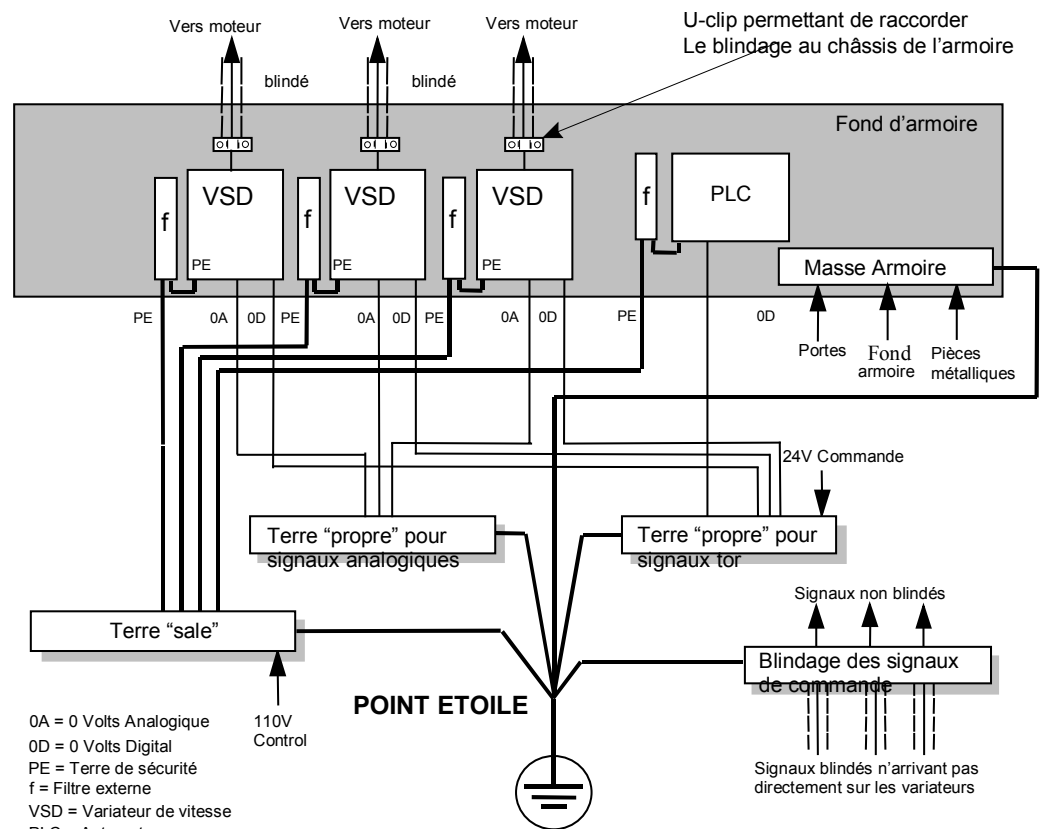 U-clip permettant de raccorder
Le blindage au châssis de l'armoire
Vers moteur
Vers moteur
Vers moteur
blindé
blindé
Fond d'armoire
VSD
VSD
VSD
PLC
f
f
f
f
PE
PE
PE
Masse Armoire
PE
0A
0D
PE
0A
0D
PE
0A
0D
PE
0D
Portes
Fond
armoire
Pièces
métalliques
24V Commande
Terre “propre” pour
signaux analogiques
Terre “propre” pour
signaux tor
Signaux non blindés
Terre “sale”
Blindage des signaux
de commande
POINT ETOILE
110V
Control
0A = 0 Volts Analogique
0D = 0 Volts Digital
PE = Terre de sécurité
f = Filtre externe
VSD = Variateur de vitesse
Signaux blindés n'arrivant pas
directement sur les variateurs